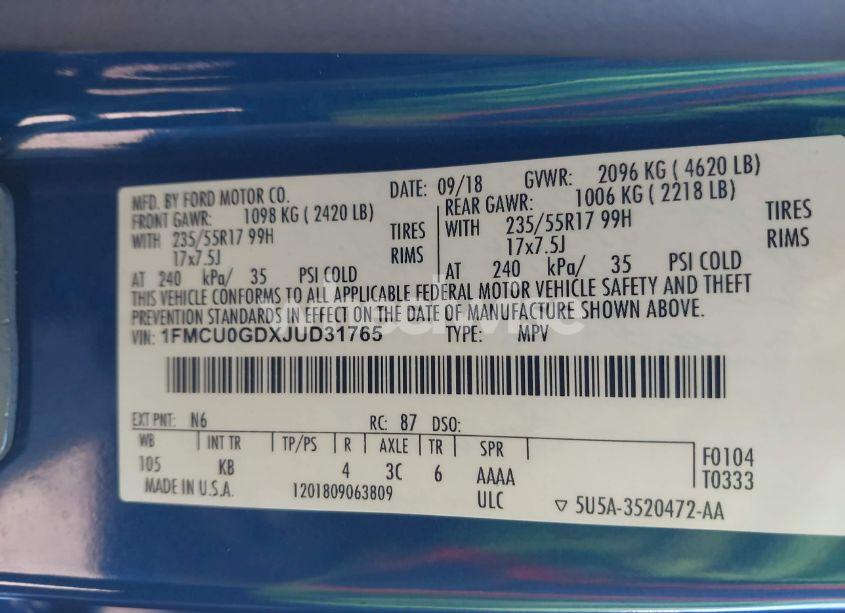 MFD. BY FORD MOTOR CO. DATE: 09/18 GVWR: 2096 KG ( 4620 LB)
FRONT GAWR: 1098 KG ( 2420 LB) REAR GAWR: 1006 KG ( 2218 LB)
WITH 235/55R17 99H TIRES WITH 235/55R17 99H TIRES
17x7.5J RIMS 17x7.5J RIMS
AT 240 kPa/ 35 PSI COLD AT 240 kPa/ 35 PSI COLD
THIS VEHICLE CONFORMS TO ALL APPLICABLE FEDERAL MOTOR VEHICLE SAFETY AND THEFT
PREVENTION STANDARDS IN EFFECT ON THE DATE OF MANUFACTURE SHOWN ABOVE.
VIN: 1FMCU0GDXJUD31765 TYPE: MPV
EXT PNT: N6 RC: 87 DSO:
WB INT TR TP/PS R AXLE TR SPR
105 KB 4 3C 6 AAAA F0104
ULC T0333
MADE IN U.S.A. 1201809063809 5U5A-3520472-AA